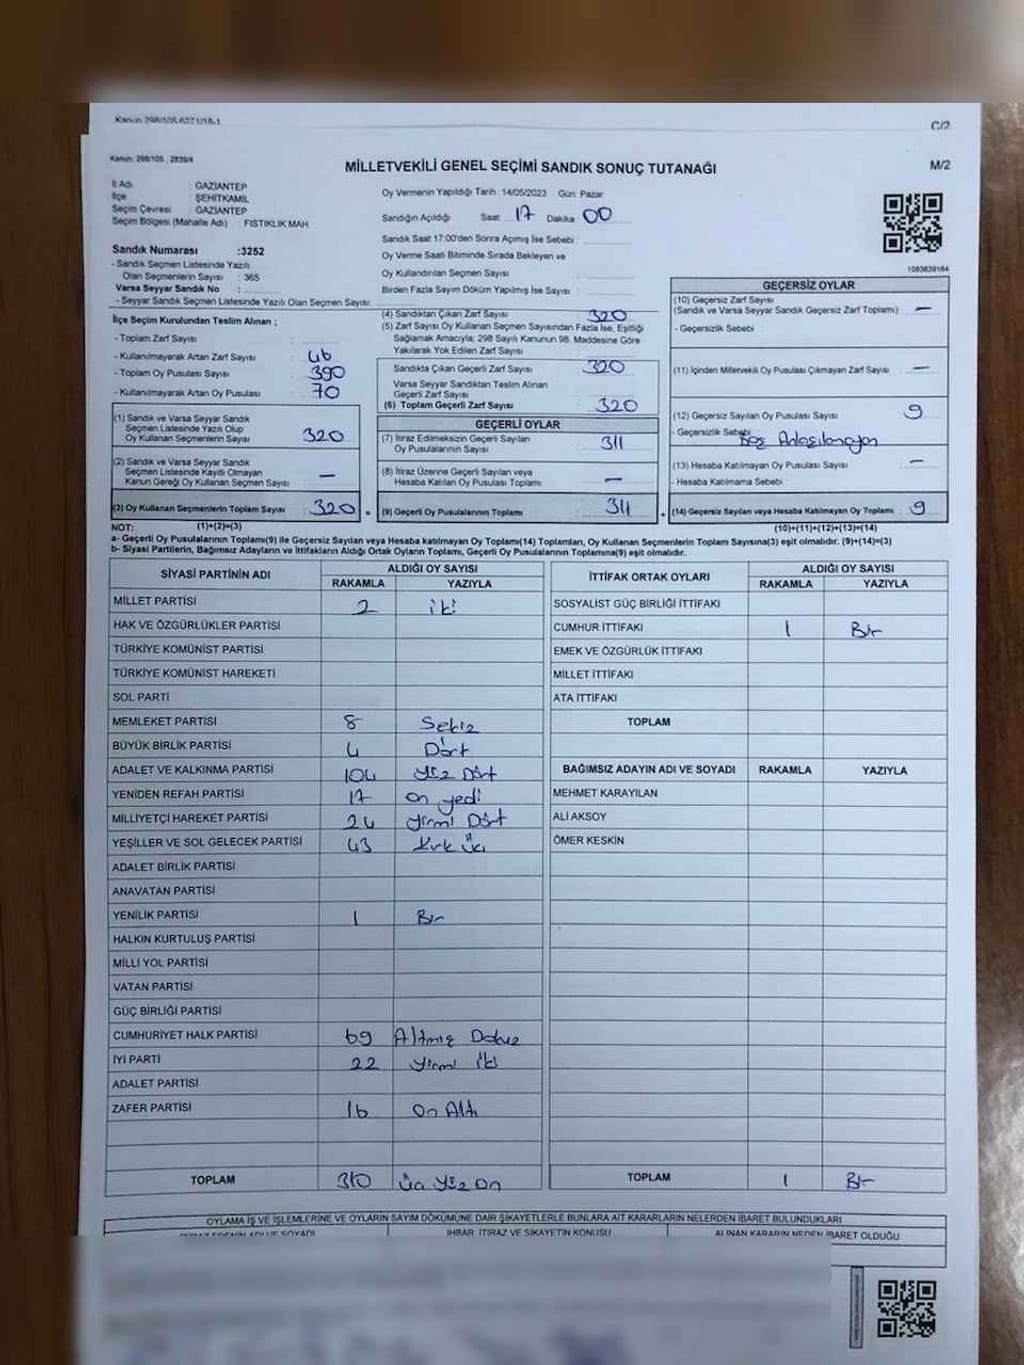 Kanun 298/105,6271/18-1
C/2
Kanun: 298/105 , 2839/4
MİLLETVEKİLİ GENEL SEÇİMİ SANDIK SONUÇ TUTANAĞI
M/2
İl Adı : GAZİANTEP
İlçe : ŞEHİTKAMİL
Seçim Çevresi : GAZİANTEP
Seçim Bölgesi (Mahalle Adı) : FISTIKLIK MAH
Sandık Numarası :3252
- Sandık Seçmen Listesinde Yazılı
Olan Seçmenlerin Sayısı : 365
Varsa Seyyar Sandık No :
- Seyyar Sandık Seçmen Listesinde Yazılı Olan Seçmen Sayısı:
Oy Vermenin Yapıldığı Tarih :14/05/2023 Gün: Pazar
Sandığın Açıldığı Saat: 17 Dakika 00
Sandık Saat 17:00'den Sonra Açımış İse Sebebi :
Oy Verme Saati Bitiminde Sırada Bekleyen ve
Oy Kullandırılan Seçmen Sayısı :
Birden Fazla Sayım Döküm Yapılmış İse Sayısı :
1083639164
İlçe Seçim Kurulundan Teslim Alınan ;
- Toplam Zarf Sayısı :
- Kullanılmayarak Artan Zarf Sayısı : 46
- Toplam Oy Pusulası Sayısı : 390
- Kullanılmayarak Artan Oy Pusulası : 70
(1) Sandık ve Varsa Seyyar Sandık
Seçmen Listesinde Yazılı Olup
Oy Kullanan Seçmenlerin Sayısı 320
(2) Sandık ve Varsa Seyyar Sandık
Seçmen Listesinde Kayıtlı Olmayan
Kanun Gereği Oy Kullanan Seçmen Sayısı —
(3) Oy Kullanan Seçmenlerin Toplam Sayısı 320
(4) Sandıktan Çıkan Zarf Sayısı : 320
(5) Zarf Sayısı Oy Kullanan Seçmen Sayısından Fazla İse, Eşitliği
Sağlamak Amacıyla; 298 Sayılı Kanunun 98. Maddesine Göre
Yakılarak Yok Edilen Zarf Sayısı :
Sandıkta Çıkan Geçerli Zarf Sayısı : 320
Varsa Seyyar Sandıktan Teslim Alınan
Geçerli Zarf Sayısı :
(6) Toplam Geçerli Zarf Sayısı : 320
GEÇERLİ OYLAR
(7) İtiraz Edilmeksizin Geçerli Sayılan
Oy Pusulalarının Sayısı : 311
(8) İtiraz Üzerine Geçerli Sayılan veya
Hesaba Katılan Oy Pusulası Toplamı : —
(9) Geçerli Oy Pusulalarının Toplamı : 311
GEÇERSİZ OYLAR
(10) Geçersiz Zarf Sayısı
(Sandık ve Varsa Seyyar Sandık Geçersiz Zarf Toplamı) : —
- Geçersizlik Sebebi :
(11) İçinden Milletvekili Oy Pusulası Çıkmayan Zarf Sayısı : —
(12) Geçersiz Sayılan Oy Pusulası Sayısı : 9
- Geçersizlik Sebebi :
(13) Hesaba Katılmayan Oy Pusulası Sayısı : —
- Hesaba Katılmama Sebebi :
(14) Geçersiz Sayılan veya Hesaba Katılmayan Oy Toplamı : 9
NOT: (1)+(2)=(3) (10)+(11)+(12)+(13)=(14)
a- Geçerli Oy Pusulalarının Toplamı(9) ile Geçersiz Sayılan veya Hesaba katılmayan Oy Toplamı(14) Toplamları, Oy Kullanan Seçmenlerin Toplam Sayısına(3) eşit olmalıdır. (9)+(14)=(3)
b- Siyasi Partilerin, Bağımsız Adayların ve İttifakların Aldığı Ortak Oyların Toplamı, Geçerli Oy Pusulalarının Toplamına(9) eşit olmalıdır.
SİYASİ PARTİNİN ADI ALDIĞI OY SAYISI
RAKAMLA YAZIYLA
MİLLET PARTİSİ 2 iki
HAK VE ÖZGÜRLÜKLER PARTİSİ
TÜRKİYE KOMÜNİST PARTİSİ
TÜRKİYE KOMÜNİST HAREKETİ
SOL PARTİ
MEMLEKET PARTİSİ 8 Sekiz
BÜYÜK BİRLİK PARTİSİ 4 Dört
ADALET VE KALKINMA PARTİSİ 104 yüz Dört
YENİDEN REFAH PARTİSİ 17 on yedi
MİLLİYETÇİ HAREKET PARTİSİ 24 yirmi Dört
YEŞİLLER VE SOL GELECEK PARTİSİ 43 Kırk üç
ADALET BİRLİK PARTİSİ
ANAVATAN PARTİSİ
YENİLİK PARTİSİ 1 Bir
HALKIN KURTULUŞ PARTİSİ
MİLLİ YOL PARTİSİ
VATAN PARTİSİ
GÜÇ BİRLİĞİ PARTİSİ
CUMHURİYET HALK PARTİSİ 69 Altmış Dokuz
İYİ PARTİ 22 yirmi iki
ADALET PARTİSİ
ZAFER PARTİSİ 16 On Altı
TOPLAM 310 üç yüz on
İTTİFAK ORTAK OYLARI ALDIĞI OY SAYISI
RAKAMLA YAZIYLA
SOSYALİST GÜÇ BİRLİĞİ İTTİFAKI
CUMHUR İTTİFAKI 1 Bir
EMEK VE ÖZGÜRLÜK İTTİFAKI
MİLLET İTTİFAKI
ATA İTTİFAKI
TOPLAM
BAĞIMSIZ ADAYIN ADI VE SOYADI RAKAMLA YAZIYLA
MEHMET KARAYILAN
ALİ AKSOY
ÖMER KESKİN
TOPLAM 1 Bir
OYLAMA İŞ VE İŞLEMLERİNE VE OYLARIN SAYIM DÖKÜMÜNE DAİR ŞİKAYETLERLE BUNLARA AİT KARARLARIN NELERDEN İBARET BULUNDUKLARI
İHBAR, İTİRAZ VE ŞİKAYETİN KONUSU ALINAN KARARIN NEDEN İBARET OLDUĞU